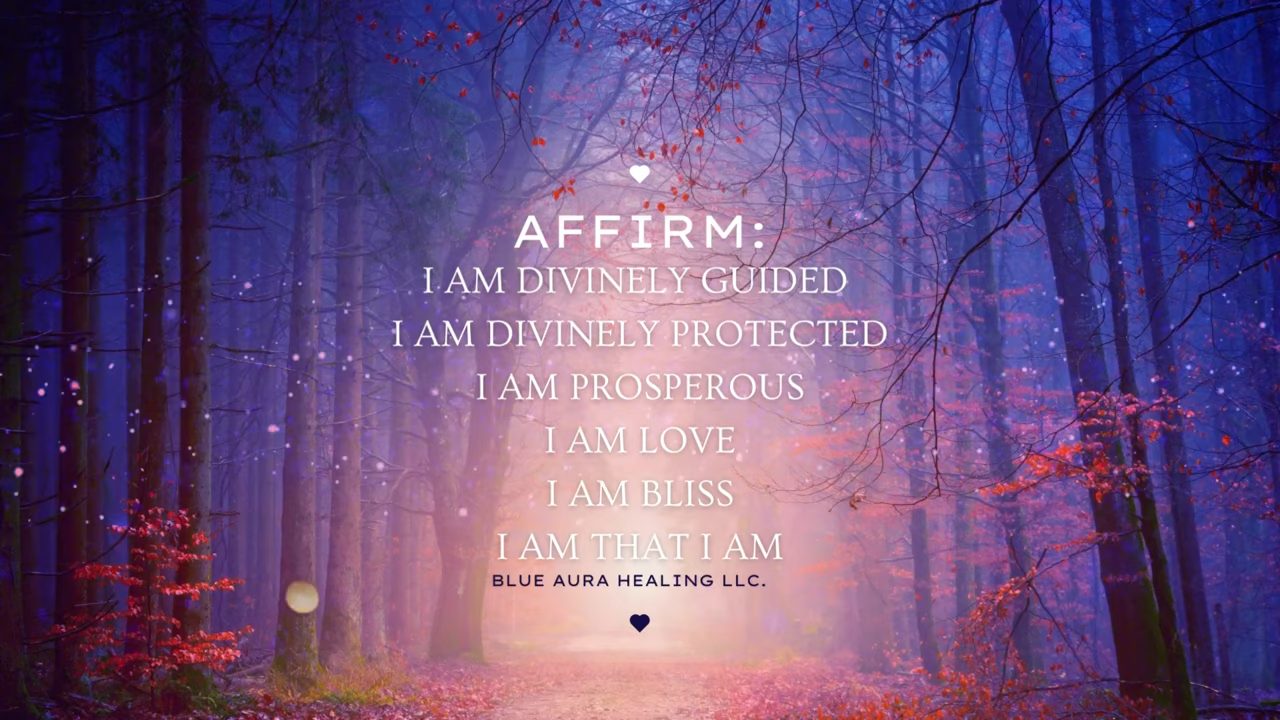 AFFIRM:
I AM DIVINELY GUIDED
I AM DIVINELY PROTECTED
I AM PROSPEROUS
I AM LOVE
I AM BLISS
I AM THAT I AM
BLUE AURA HEALING LLC.